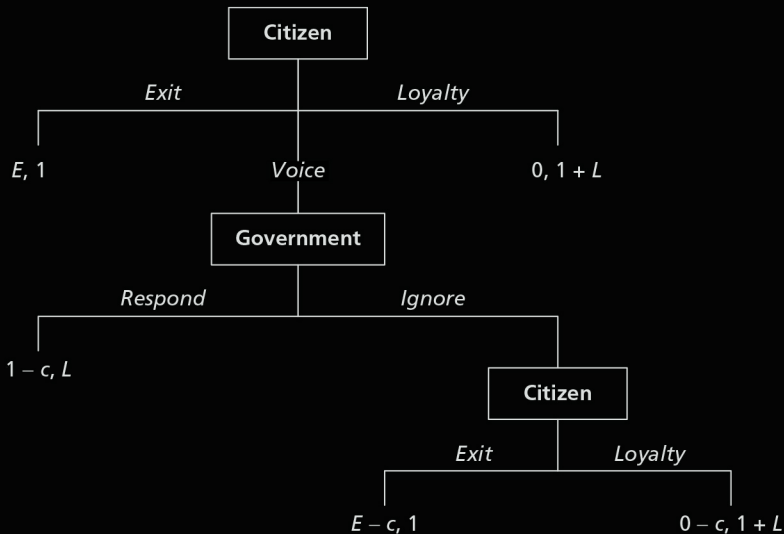 Citizen
Exit Loyalty
E, 1 Voice 0, 1 + L
Government
Respond Ignore
1 – c, L
Citizen
Exit Loyalty
E – c, 1 0 – c, 1 + L